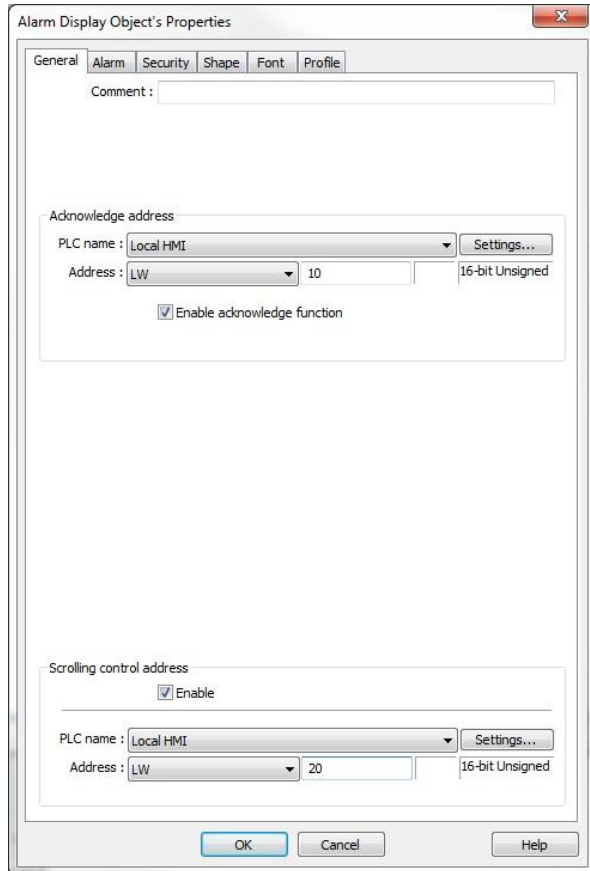 Alarm Display Object's Properties
General Alarm Security Shape Font Profile
Comment :
Acknowledge address
PLC name : Local HMI Settings...
Address : LW 10 16-bit Unsigned
Enable acknowledge function
Scrolling control address
Enable
PLC name : Local HMI Settings...
Address : LW 20 16-bit Unsigned
OK Cancel Help